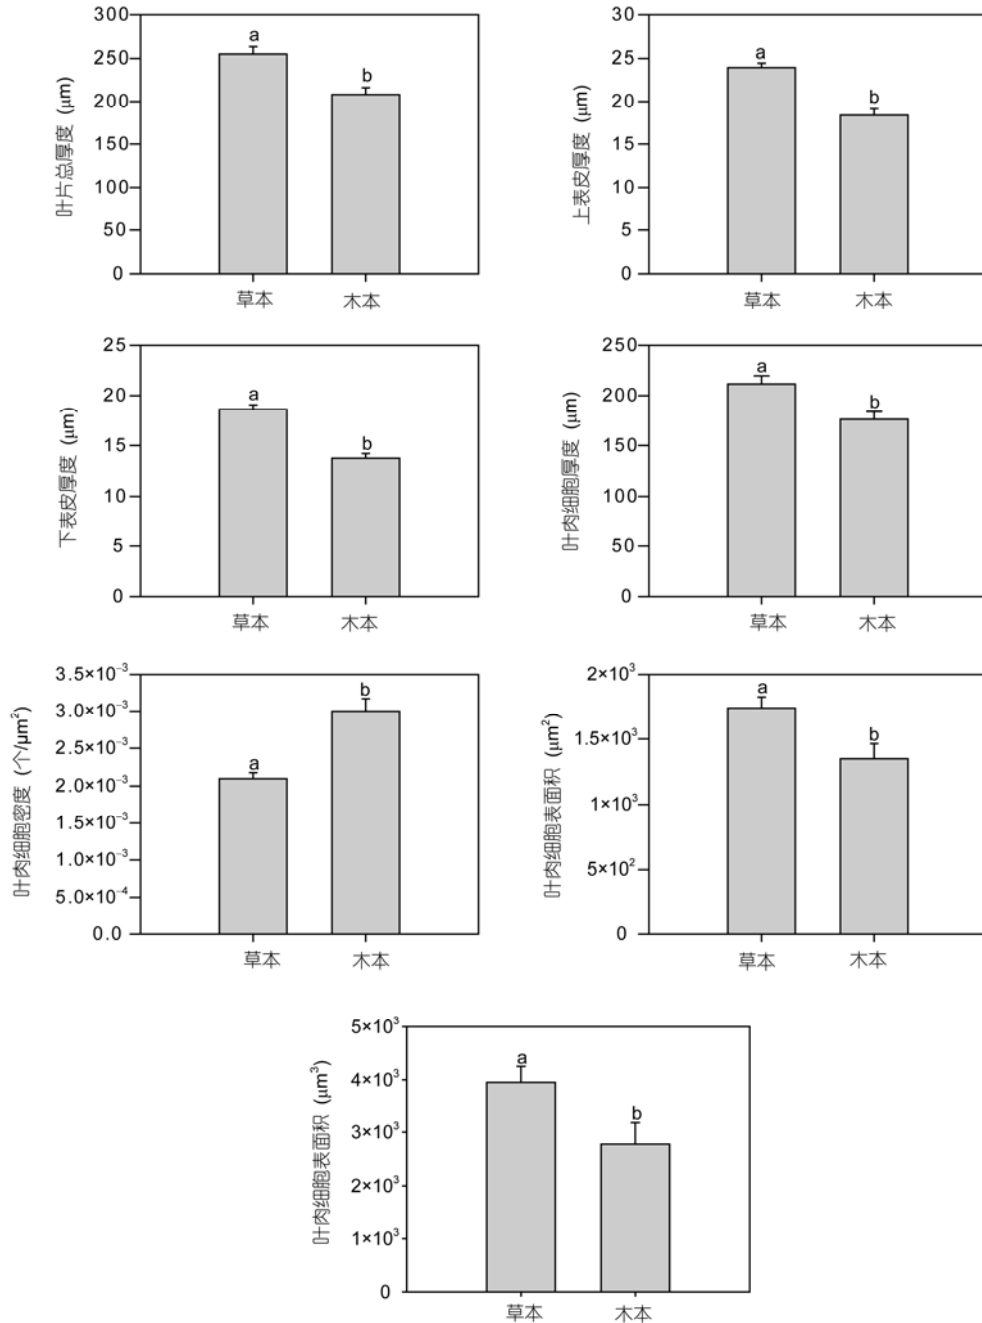 叶片总厚度 (μm)
300
250
200
150
100
50
0
a
b
草本
木本
上表皮厚度 (μm)
30
25
20
15
10
5
0
a
b
草本
木本
下表皮厚度 (μm)
25
20
15
10
5
0
a
b
草本
木本
叶肉细胞厚度 (μm)
250
200
150
100
50
0
a
b
草本
木本
叶肉细胞密度 (个/μm²)
3.5×10⁻³
3.0×10⁻³
2.5×10⁻³
2.0×10⁻³
1.5×10⁻³
1.0×10⁻³
5.0×10⁻⁴
0.0
a
b
草本
木本
叶肉细胞表面积 (μm²)
2×10³
1.5×10³
1×10³
5×10²
0
a
b
草本
木本
叶肉细胞表面积 (μm³)
5×10³
4×10³
3×10³
2×10³
1×10³
0
a
b
草本
木本